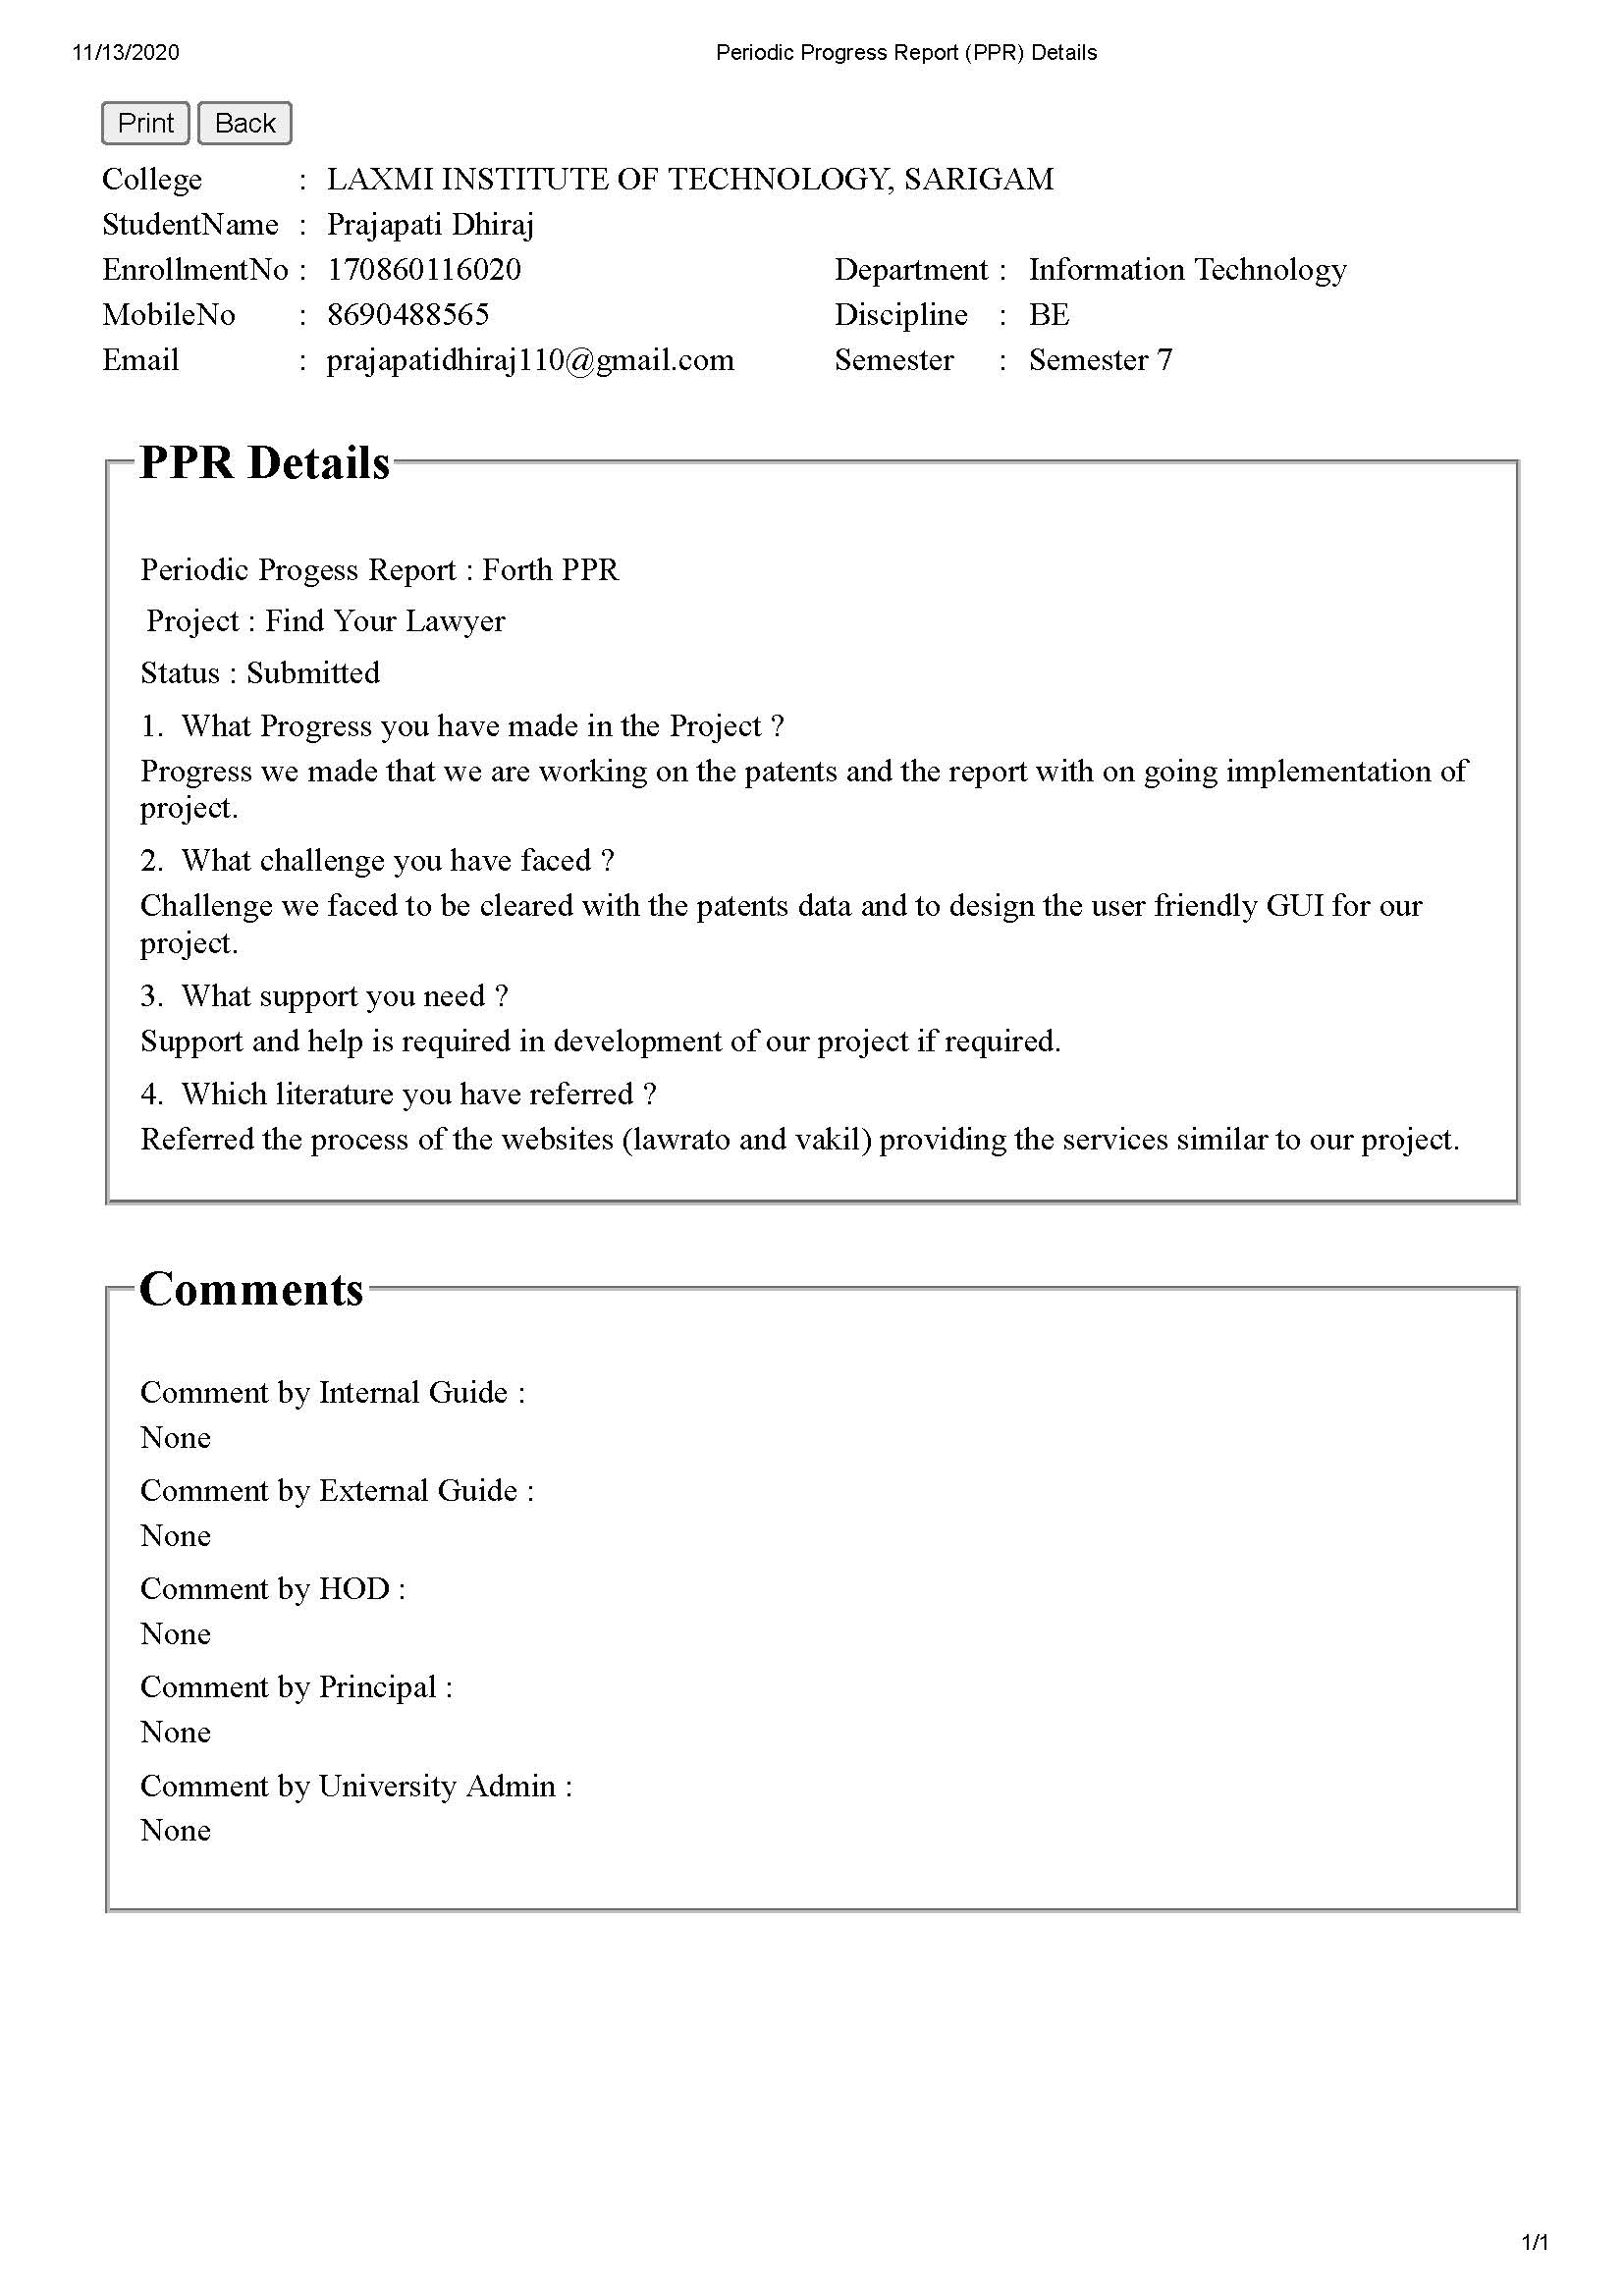 11/13/2020 Periodic Progress Report (PPR) Details
Print Back
College : LAXMI INSTITUTE OF TECHNOLOGY, SARIGAM
StudentName : Prajapati Dhiraj
EnrollmentNo : 170860116020 Department : Information Technology
MobileNo : 8690488565 Discipline : BE
Email : prajapatidhiraj110@gmail.com Semester : Semester 7
PPR Details
Periodic Progess Report : Forth PPR
Project : Find Your Lawyer
Status : Submitted
1. What Progress you have made in the Project ?
Progress we made that we are working on the patents and the report with on going implementation of
project.
2. What challenge you have faced ?
Challenge we faced to be cleared with the patents data and to design the user friendly GUI for our
project.
3. What support you need ?
Support and help is required in development of our project if required.
4. Which literature you have referred ?
Referred the process of the websites (lawrato and vakil) providing the services similar to our project.
Comments
Comment by Internal Guide :
None
Comment by External Guide :
None
Comment by HOD :
None
Comment by Principal :
None
Comment by University Admin :
None
1/1